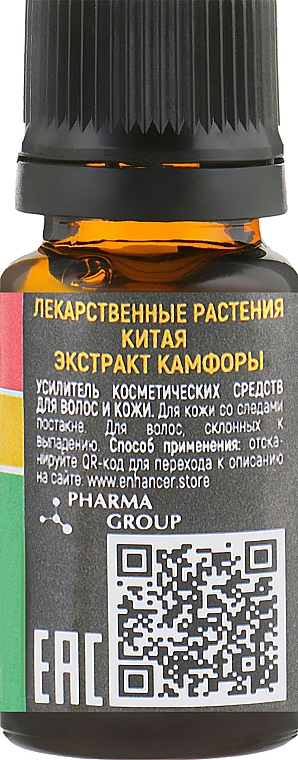 ЛЕКАРСТВЕННЫЕ РАСТЕНИЯ
КИТАЯ
ЭКСТРАКТ КАМФОРЫ
УСИЛИТЕЛЬ КОСМЕТИЧЕСКИХ СРЕДСТВ
ДЛЯ ВОЛОС И КОЖИ. Для кожи со следами
постакне. Для волос, склонных к
выпадению. Способ применения: отска-
нируйте QR-код для перехода к описанию
на сайте: www.enhancer.store
PHARMA
GROUP
EAC